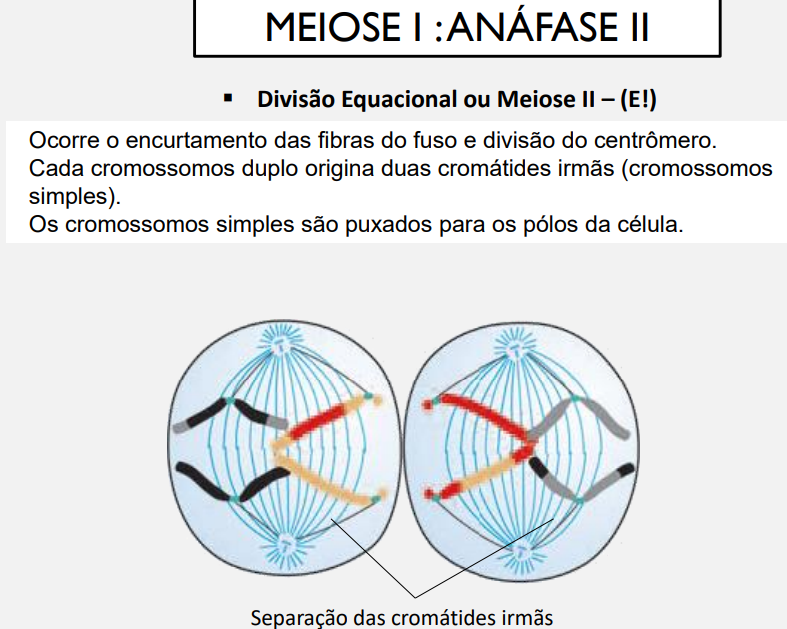 MEIOSE I : ANÁFASE II
▪ Divisão Equacional ou Meiose II – (E!)
Ocorre o encurtamento das fibras do fuso e divisão do centrômero.
Cada cromossomos duplo origina duas cromátides irmãs (cromossomos
simples).
Os cromossomos simples são puxados para os pólos da célula.
Separação das cromátides irmãs